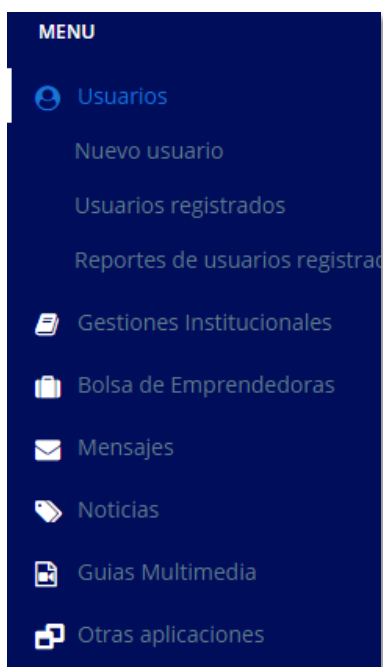 MENU
Usuarios
Nuevo usuario
Usuarios registrados
Reportes de usuarios registrad
Gestiones Institucionales
Bolsa de Emprendedoras
Mensajes
Noticias
Guias Multimedia
Otras aplicaciones